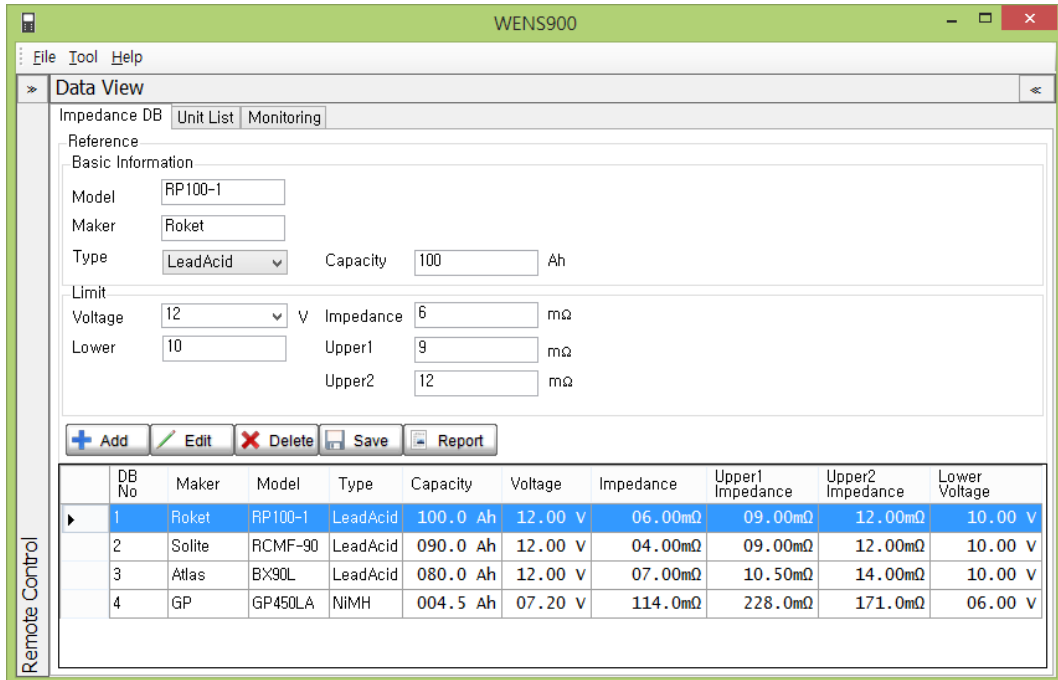 WENS900
File Tool Help
Data View
Impedance DB Unit List Monitoring
Reference
Basic Information
Model RP100-1
Maker Roket
Type LeadAcid Capacity 100 Ah
Limit
Voltage 12 V Impedance 6 mΩ
Lower 10 Upper1 9 mΩ
Upper2 12 mΩ
Add Edit Delete Save Report
DB No Maker Model Type Capacity Voltage Impedance Upper1 Impedance Upper2 Impedance Lower Voltage
1 Roket RP100-1 LeadAcid 100.0 Ah 12.00 V 06.00mΩ 09.00mΩ 12.00mΩ 10.00 V
2 Solite RCMF-90 LeadAcid 090.0 Ah 12.00 V 04.00mΩ 09.00mΩ 12.00mΩ 10.00 V
3 Atlas BX90L LeadAcid 080.0 Ah 12.00 V 07.00mΩ 10.50mΩ 14.00mΩ 10.00 V
4 GP GP450LA NiMH 004.5 Ah 07.20 V 114.0mΩ 228.0mΩ 171.0mΩ 06.00 V
Remote Control